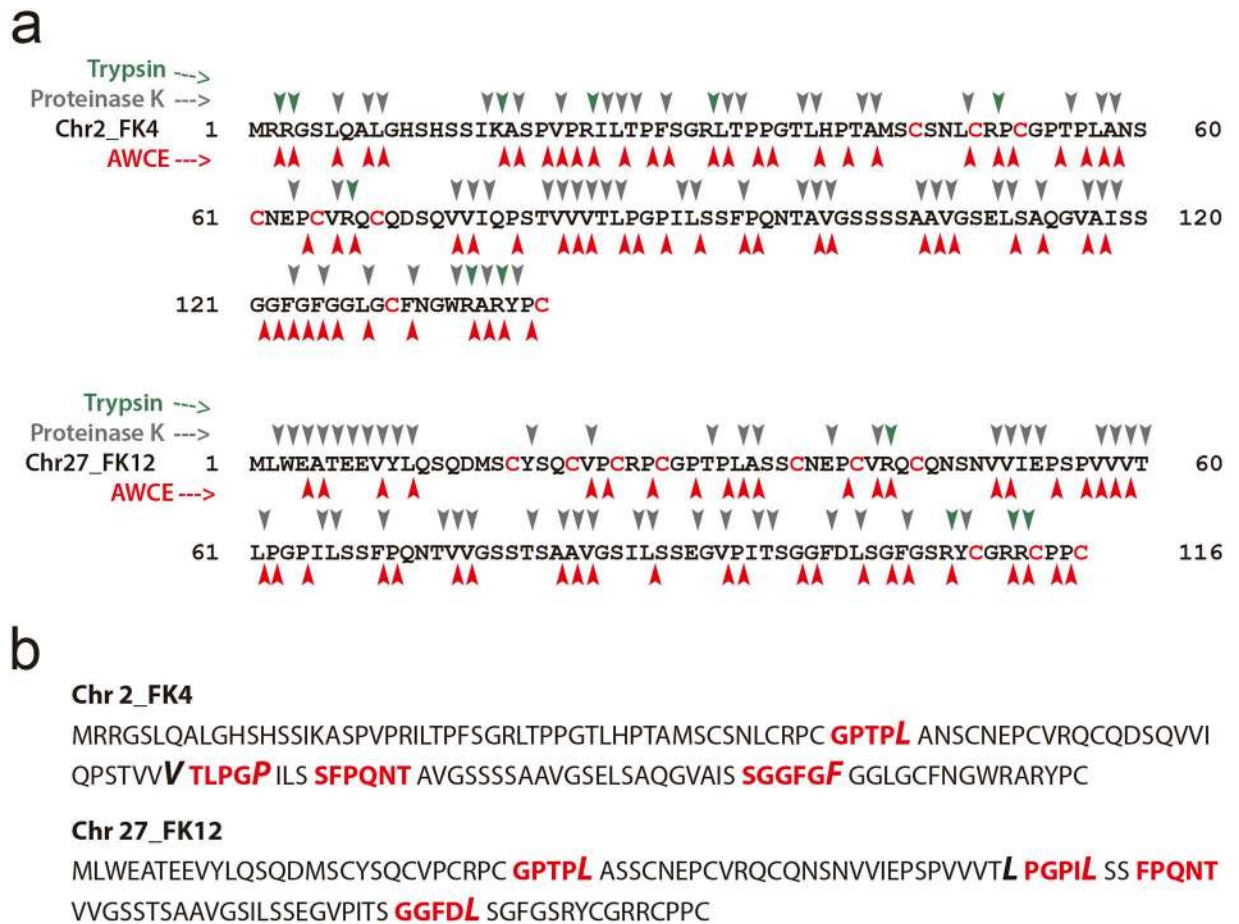 a
Trypsin --->
Proteinase K --->
Chr2_FK4 1 MRRGSLQALGHSHSSIKASPVPRILTPFSGRLTPPGTLHPTAMSCSNLCRPCGPTPLANS 60
AWCE --->
61 CNEPCVRQCQDSQVVIQPSTVVVTLPGPILSSFPQNTAVGSSSSAAVGSELSAQGVAISS 120
121 GGFGFGGLGCFNGWRARYPC
Trypsin --->
Proteinase K --->
Chr27_FK12 1 MLWEATEEVYLQSQDMSCYSQCVPCRPCGPTPLASSCNEPCVRQCQNSNVVIEPSPVVVT 60
AWCE --->
61 LPGPILSSFPQNTVVGSSTSAAVGSILSSEGVPITSGGFDLSGFGSRYCGRRCPPC 116
b
Chr 2_FK4
MRRGSLQALGHSHSSIKASPVPRILTPFSGRLTPPGTLHPTAMSCSNLCRPC GPTPL ANSCNEPCVRQCQDSQVVI
QPSTVVV TLPGP ILS SFPQNT AVGSSSSAAVGSELSAQGVAIS SGGFGF GGLGCFNGWRARYPC
Chr 27_FK12
MLWEATEEVYLQSQDMSCYSQCVPCRPC GPTPL ASSCNEPCVRQCQNSNVVIEPSPVVVTL PGPIL SS FPQNT
VVGSSTSAAVGSILSSEGVPITS GGFDL SGFGSRYCGRRCPPC